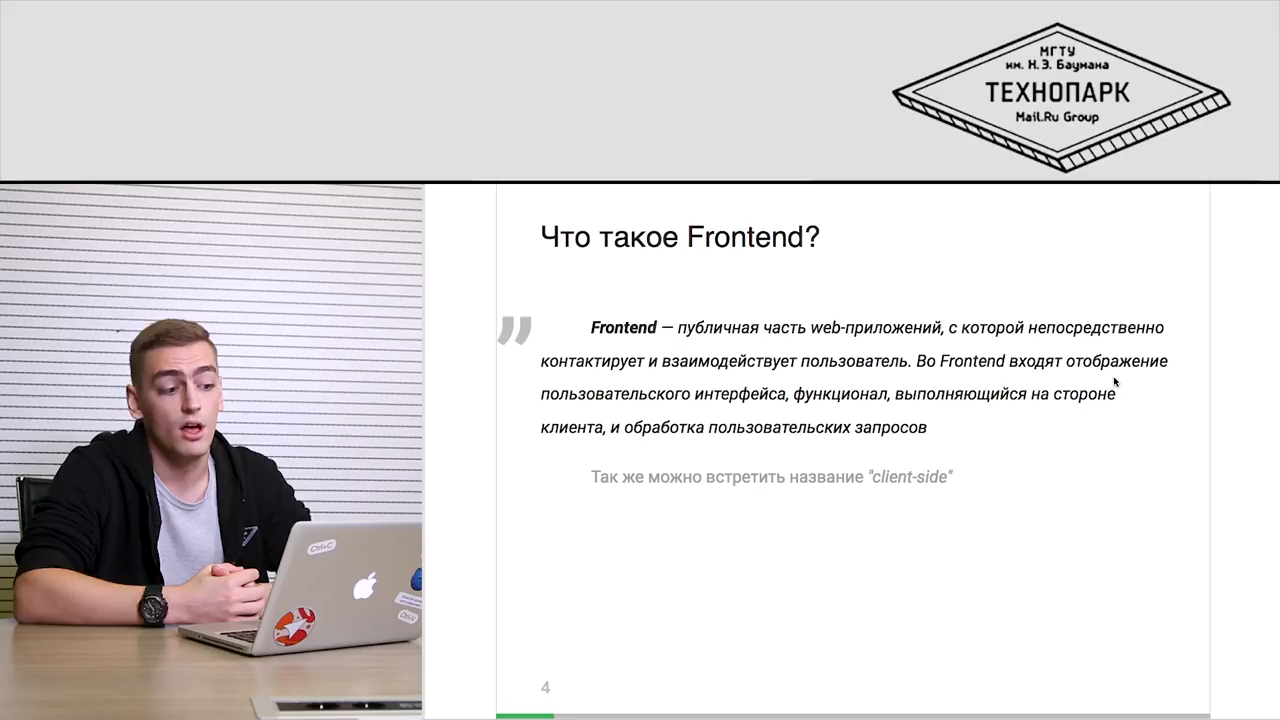 МГТУ
им. Н.Э. Баумана
ТЕХНОПАРК
Mail.Ru Group
Что такое Frontend?
”
Frontend — публичная часть web-приложений, с которой непосредственно
контактирует и взаимодействует пользователь. Во Frontend входят отображение
пользовательского интерфейса, функционал, выполняющийся на стороне
клиента, и обработка пользовательских запросов
Так же можно встретить название "client-side"
Ctrl+C
Ctrl+V
4